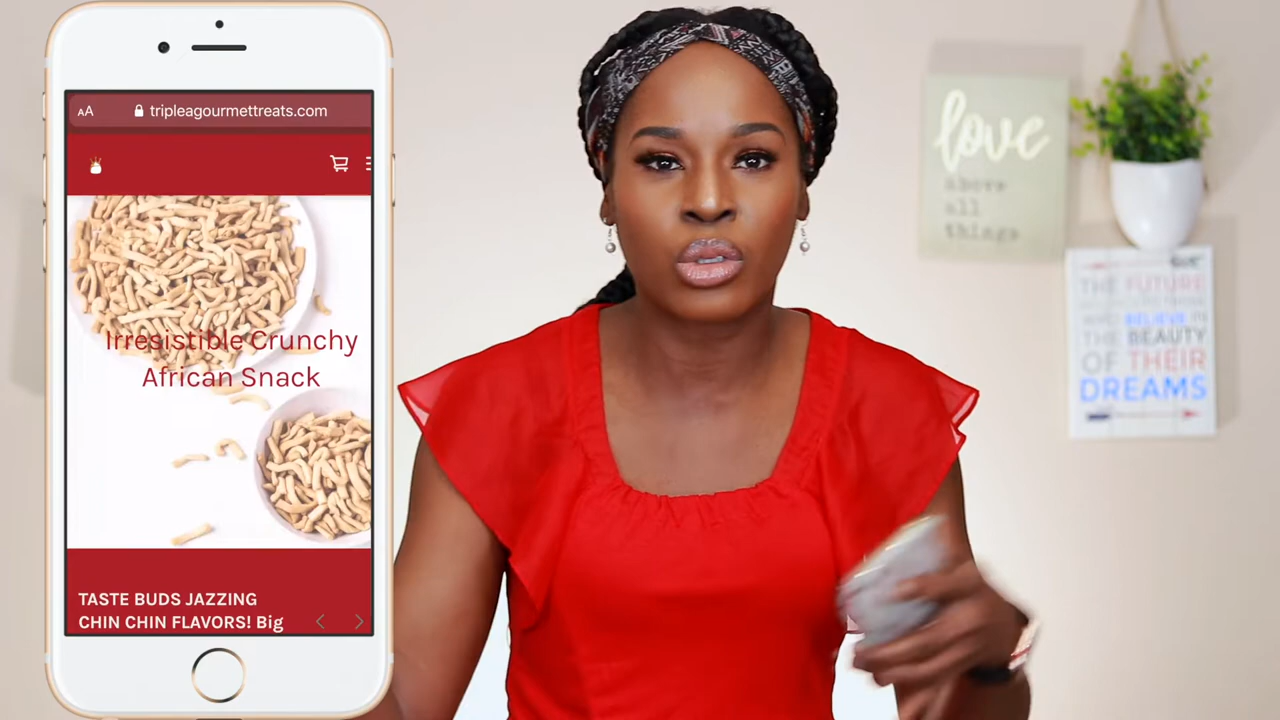 AA tripleagourmettreats.com
Irresistible Crunchy
African Snack
TASTE BUDS JAZZING
CHIN CHIN FLAVORS! Big
love
above
all
things
THE FUTURE
BELIEVE
THE BEAUTY
OF THEIR
DREAMS